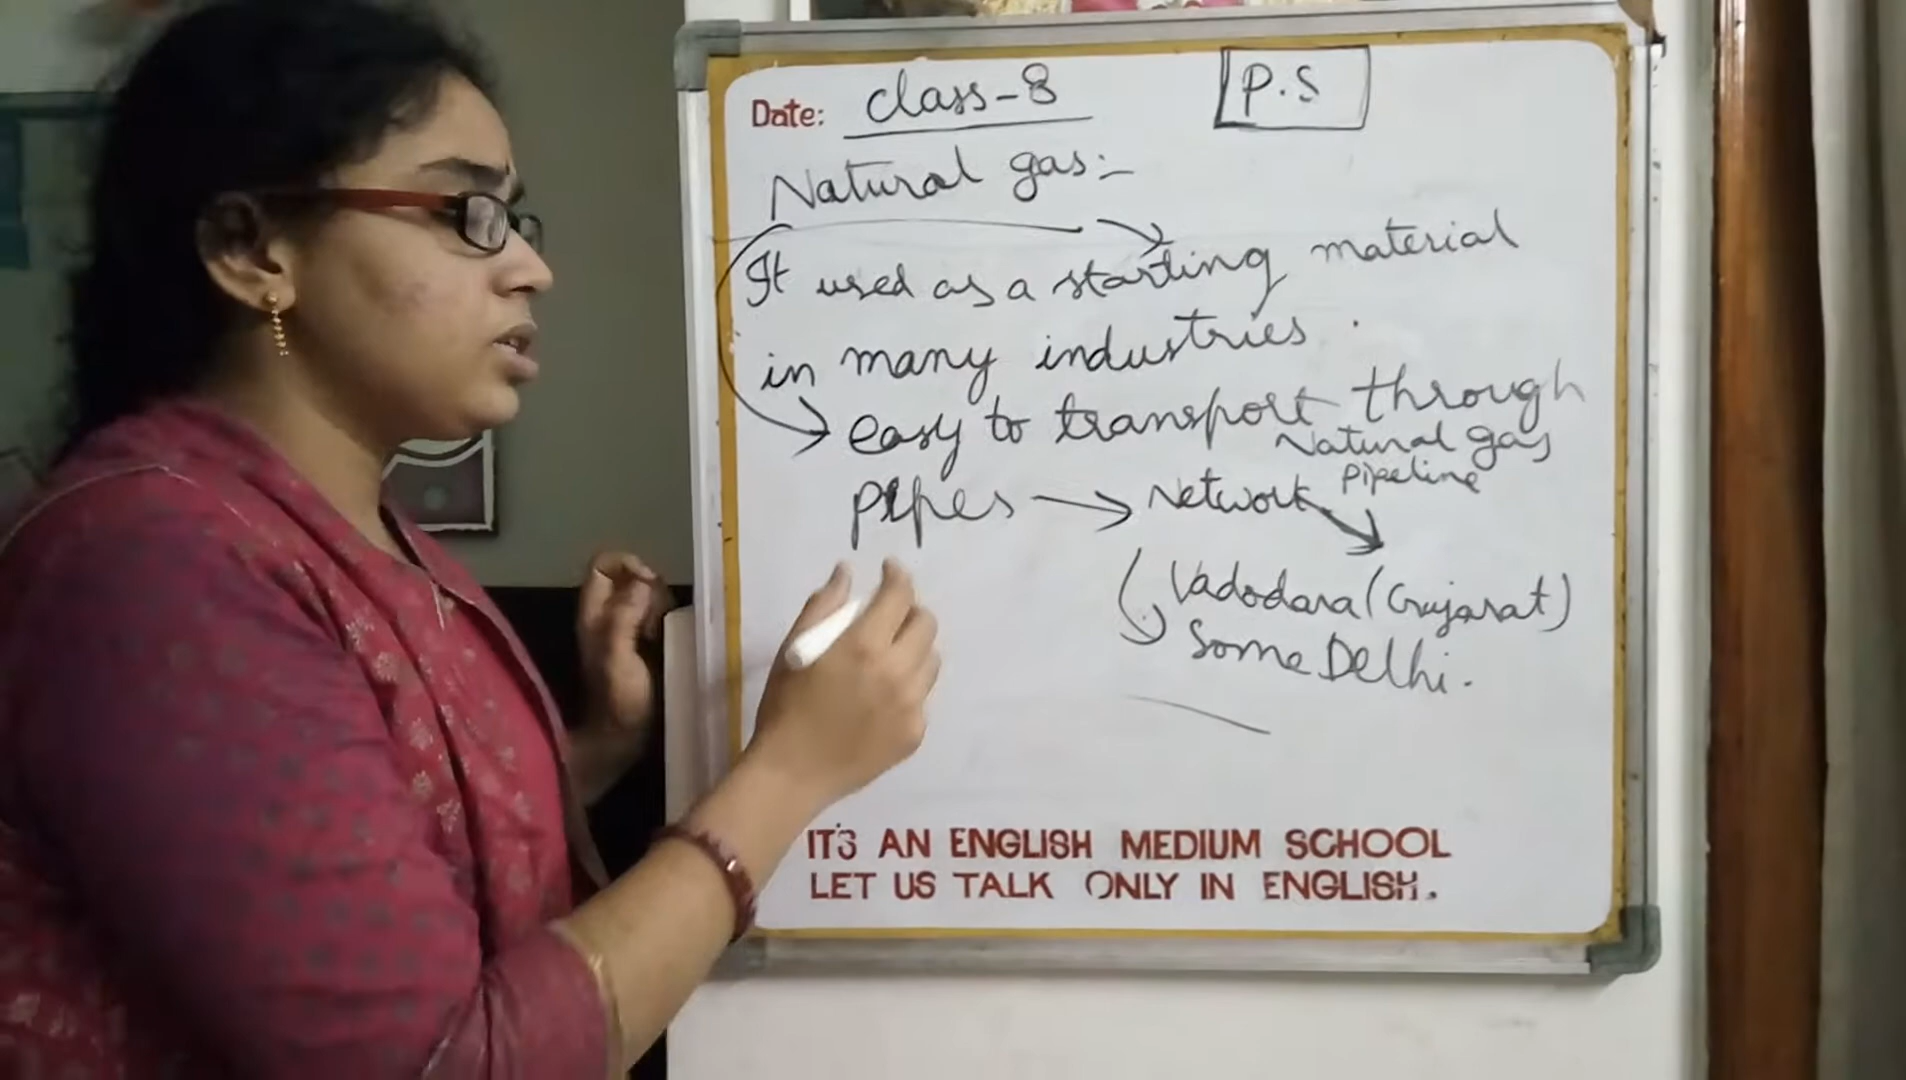 Date: class-8
P.S
Natural gas:-
It used as a starting material
in many industries.
easy to transport through
Natural gas
Pipeline
pipes → Network
Vadodara (Gujarat)
Some Delhi.
IT'S AN ENGLISH MEDIUM SCHOOL
LET US TALK ONLY IN ENGLISH.